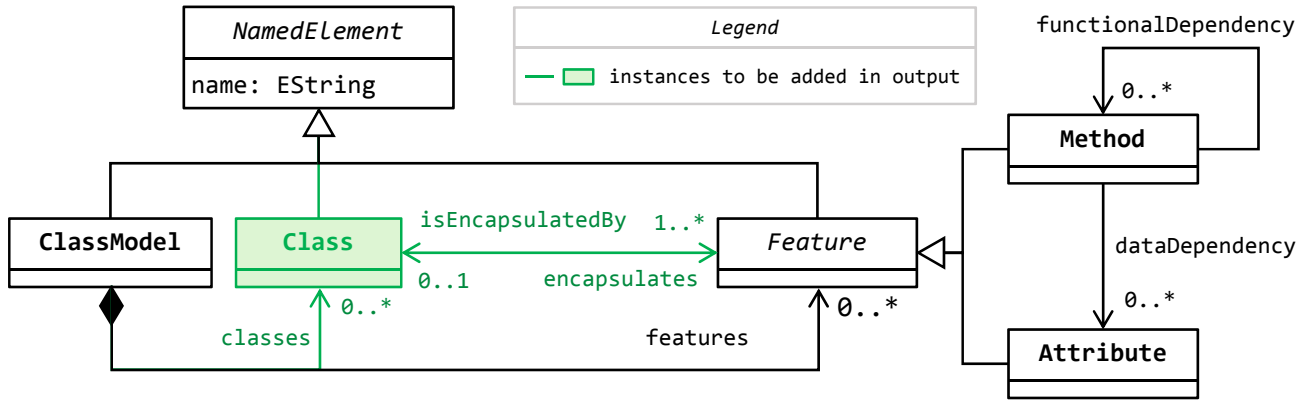 NamedElement
name: EString
Legend
instances to be added in output
functionalDependency
0..*
Method
ClassModel
Class
isEncapsulatedBy
1..*
0..1
encapsulates
Feature
dataDependency
0..*
classes
0..*
features
0..*
Attribute